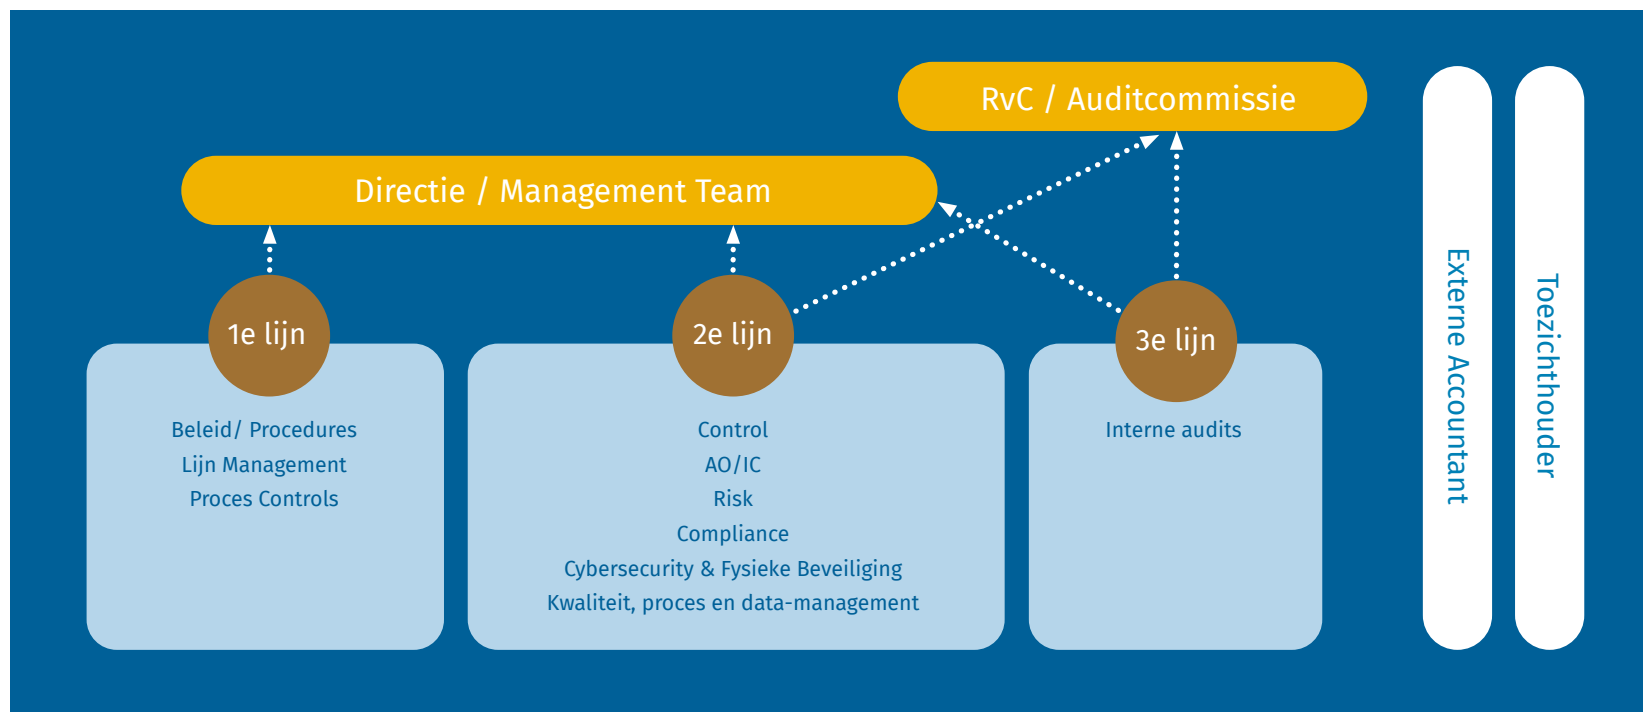 RvC / Auditcommissie
Directie / Management Team
1e lijn
Beleid/ Procedures
Lijn Management
Proces Controls
2e lijn
Control
AO/IC
Risk
Compliance
Cybersecurity & Fysieke Beveiliging
Kwaliteit, proces en data-management
3e lijn
Interne audits
Externe Accountant
Toezichthouder